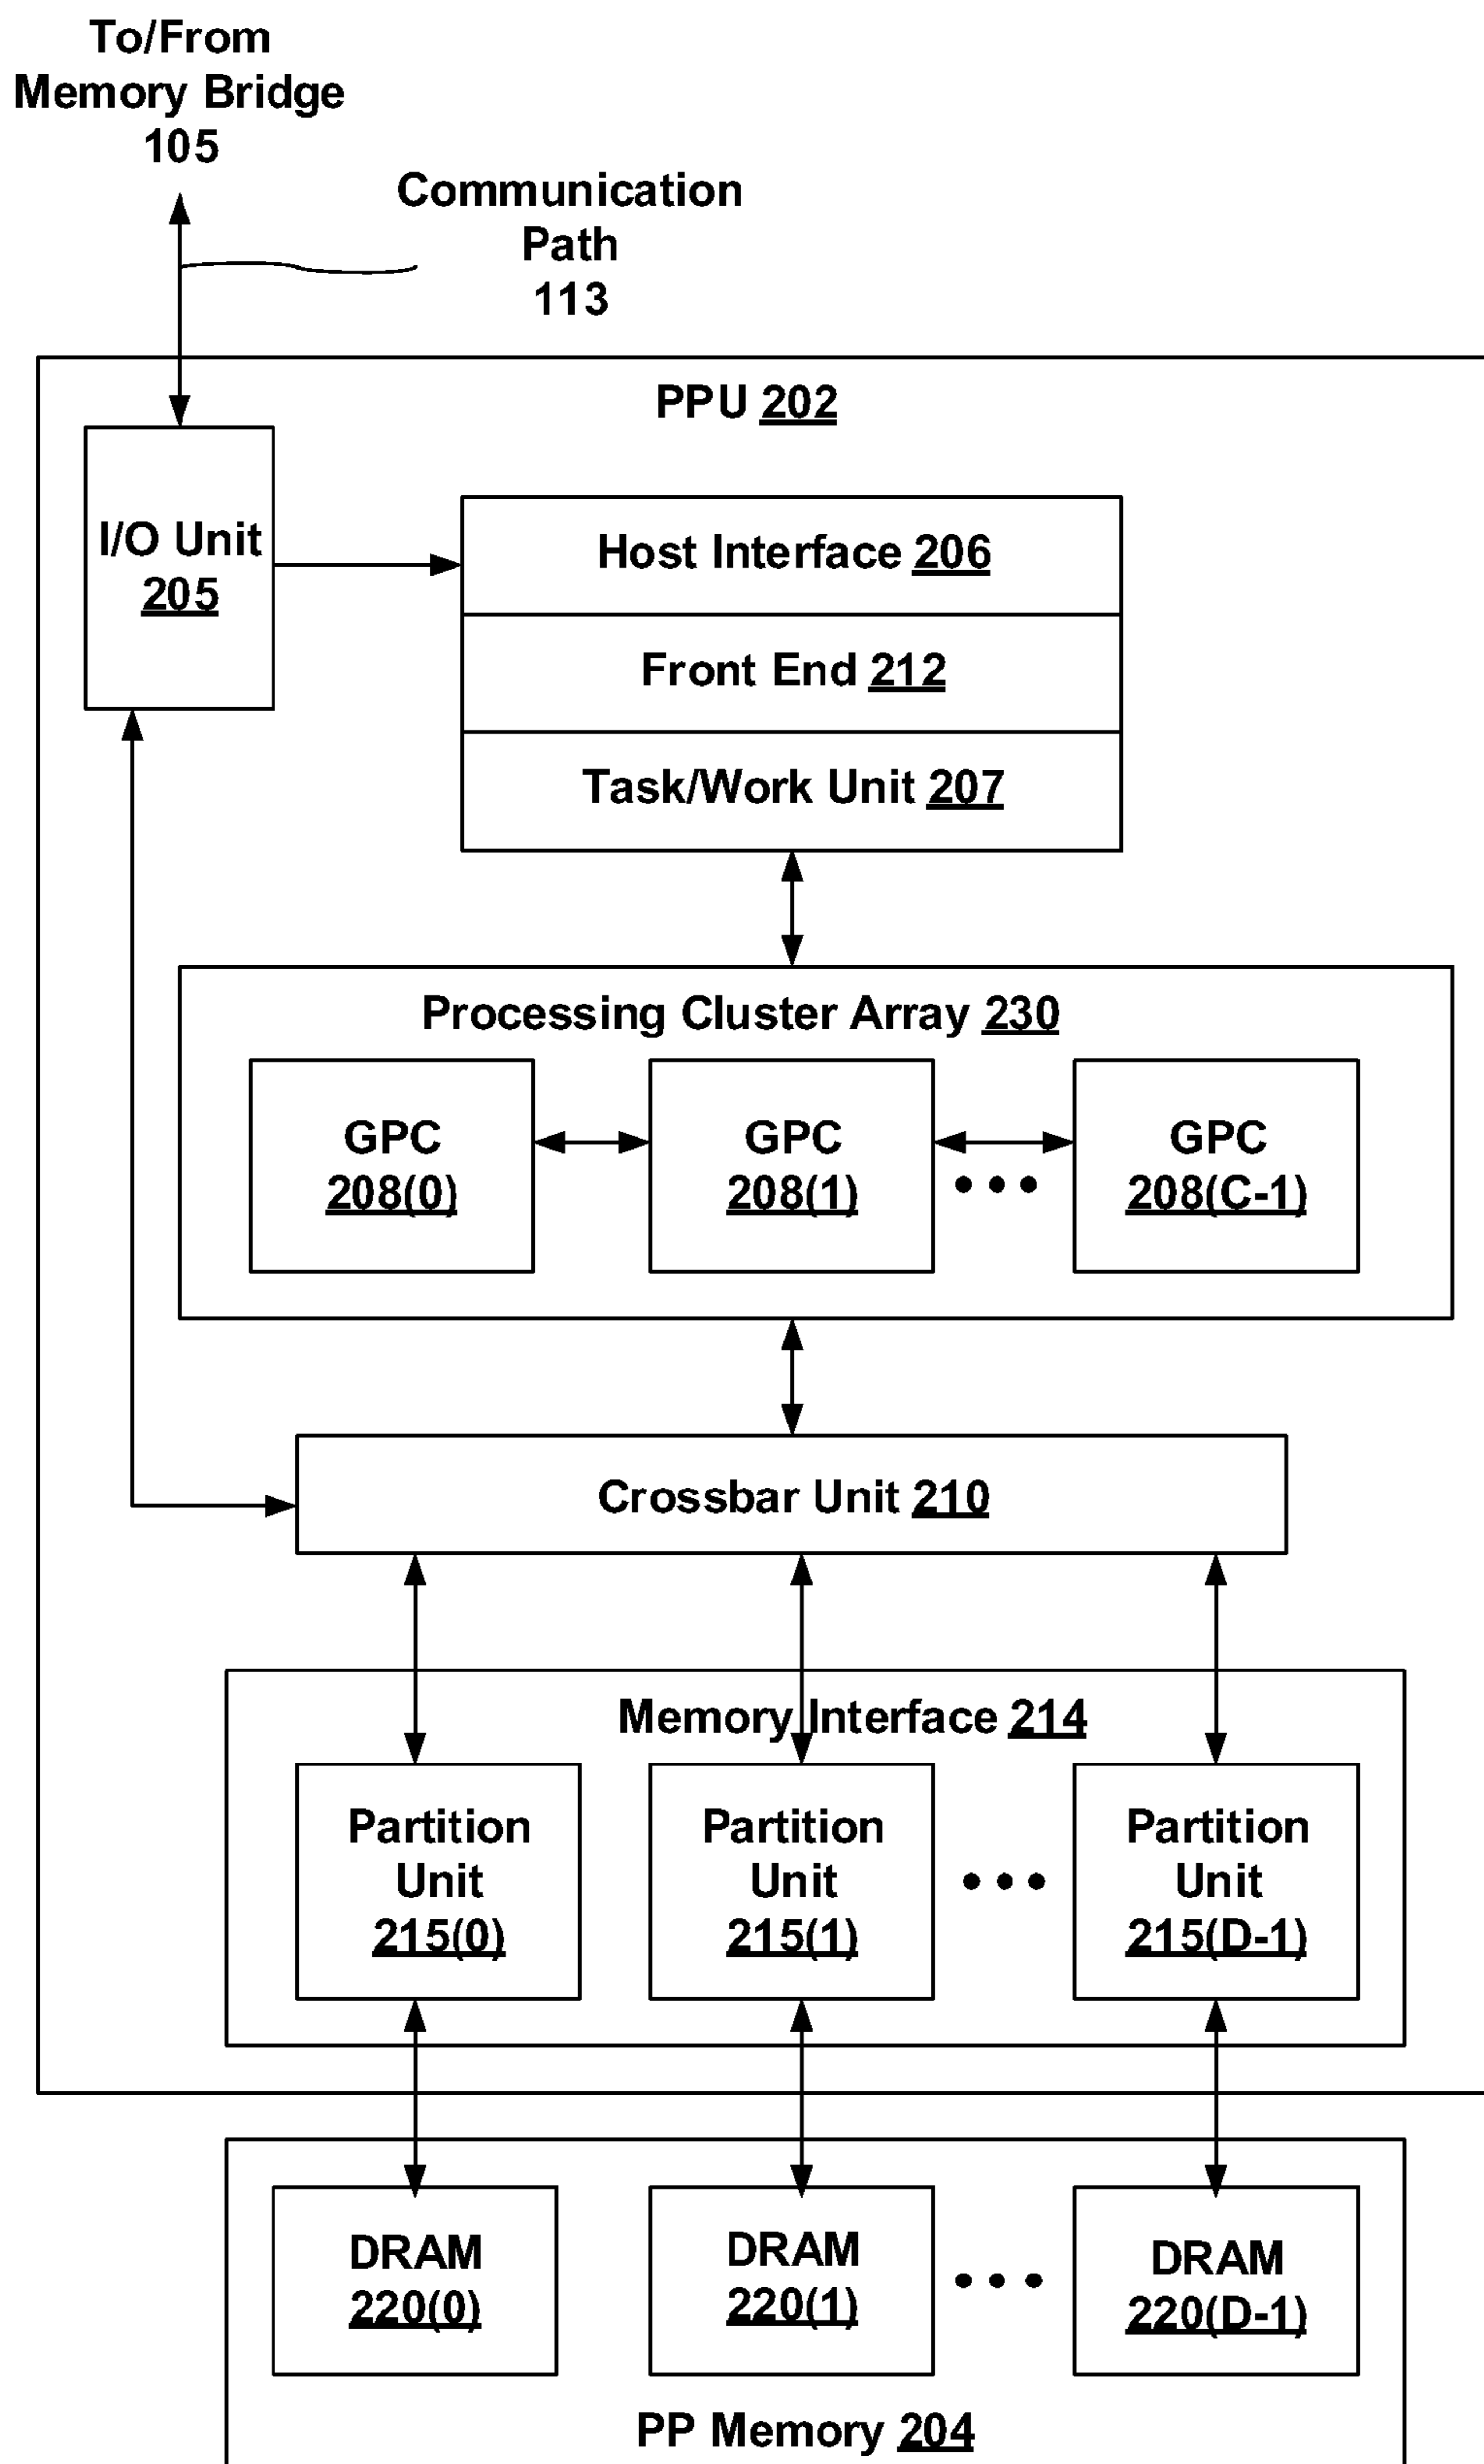 To/From
Memory Bridge
105
Communication
Path
113
PPU 202
I/O Unit
205
Host Interface 206
Front End 212
Task/Work Unit 207
Processing Cluster Array 230
GPC
208(0)
GPC
208(1)
GPC
208(C-1)
Crossbar Unit 210
Memory Interface 214
Partition
Unit
215(0)
Partition
Unit
215(1)
Partition
Unit
215(D-1)
DRAM
220(0)
DRAM
220(1)
DRAM
220(D-1)
PP Memory 204